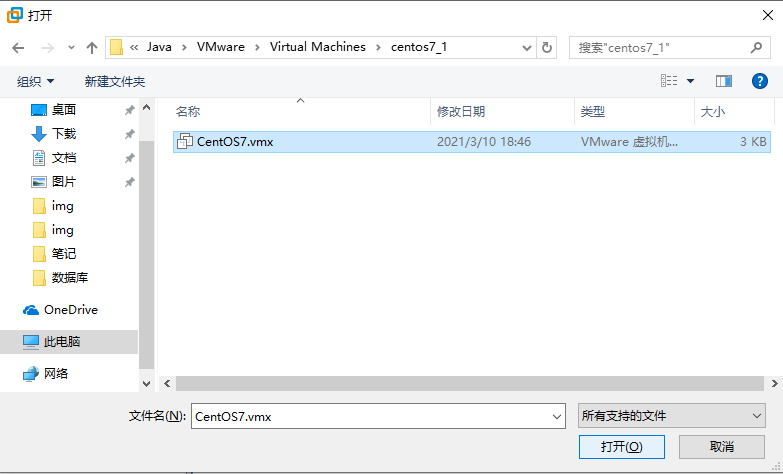 打开
« Java > VMware > Virtual Machines > centos7_1
搜索"centos7_1"
组织 新建文件夹
名称 修改日期 类型 大小
CentOS7.vmx 2021/3/10 18:46 VMware 虚拟机... 3 KB
桌面
下载
文档
图片
img
img
笔记
数据库
OneDrive
此电脑
网络
文件名(N): CentOS7.vmx 所有支持的文件
打开(O) 取消